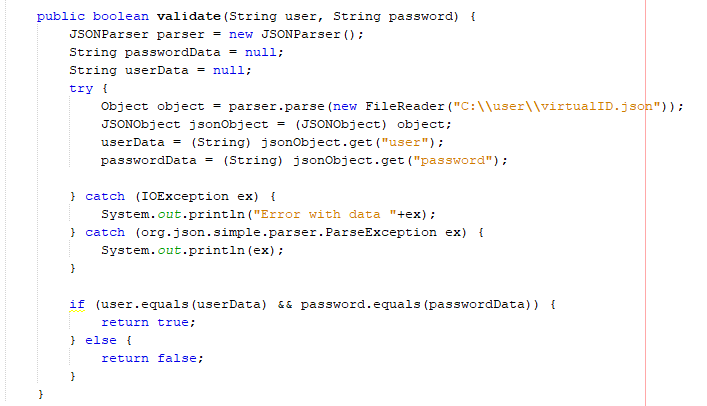 public boolean validate(String user, String password) {
    JSONParser parser = new JSONParser();
    String passwordData = null;
    String userData = null;
    try {
        Object object = parser.parse(new FileReader("C:\\user\\virtualID.json"));
        JSONObject jsonObject = (JSONObject) object;
        userData = (String) jsonObject.get("user");
        passwordData = (String) jsonObject.get("password");

    } catch (IOException ex) {
        System.out.println("Error with data "+ex);
    } catch (org.json.simple.parser.ParseException ex) {
        System.out.println(ex);
    }

    if (user.equals(userData) && password.equals(passwordData)) {
        return true;
    } else {
        return false;
    }
}